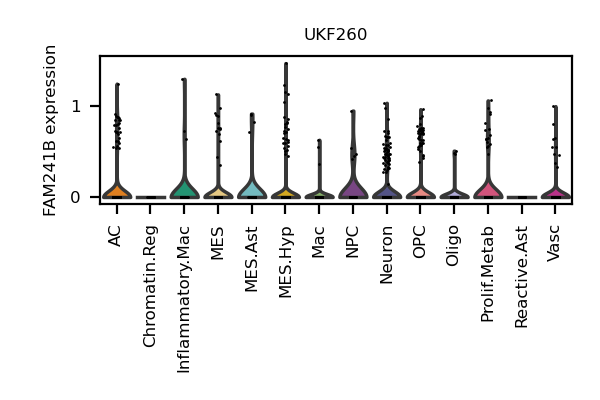 UKF260
FAM241B expression
1
0
AC
Chromatin.Reg
Inflammatory.Mac
MES
MES.Ast
MES.Hyp
Mac
NPC
Neuron
OPC
Oligo
Prolif.Metab
Reactive.Ast
Vasc